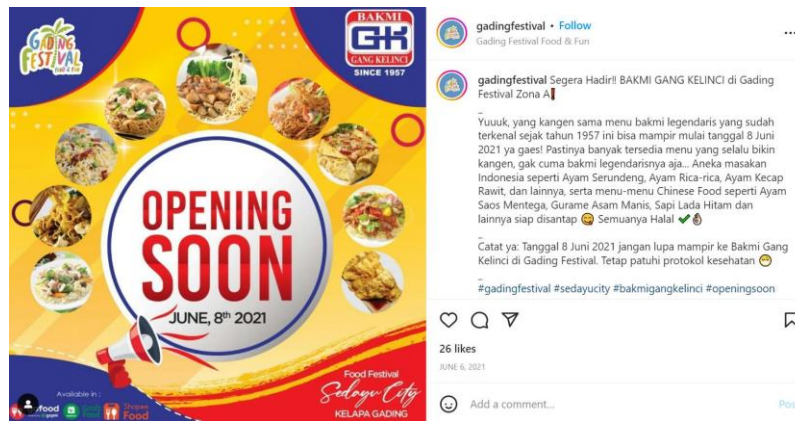 GADING
FESTIVAL
FOOD & FUN
BAKMI
GK
GANG KELINCI
SINCE 1957
OPENING
SOON
JUNE, 8th 2021
Food Festival
Sedayu City
KELAPA GADING
Available in :
food
Shopee
Food
gadingfestival • Follow
Gading Festival Food & Fun
gadingfestival Segera Hadir!! BAKMI GANG KELINCI di Gading
Festival Zona A❗
_
Yuuuk, yang kangen sama menu bakmi legendaris yang sudah
terkenal sejak tahun 1957 ini bisa mampir mulai tanggal 8 Juni
2021 ya gaes! Pastinya banyak tersedia menu yang selalu bikin
kangen, gak cuma bakmi legendarisnya aja... Aneka masakan
Indonesia seperti Ayam Serundeng, Ayam Rica-rica, Ayam Kecap
Rawit, dan lainnya, serta menu-menu Chinese Food seperti Ayam
Saos Mentega, Gurame Asam Manis, Sapi Lada Hitam dan
lainnya siap disantap 😋 Semuanya Halal ✔👌
_
Catat ya: Tanggal 8 Juni 2021 jangan lupa mampir ke Bakmi Gang
Kelinci di Gading Festival. Tetap patuhi protokol kesehatan 😷
_
#gadingfestival #sedayucity #bakmigangkelinci #openingsoon
26 likes
JUNE 6, 2021
Add a comment...
Pos